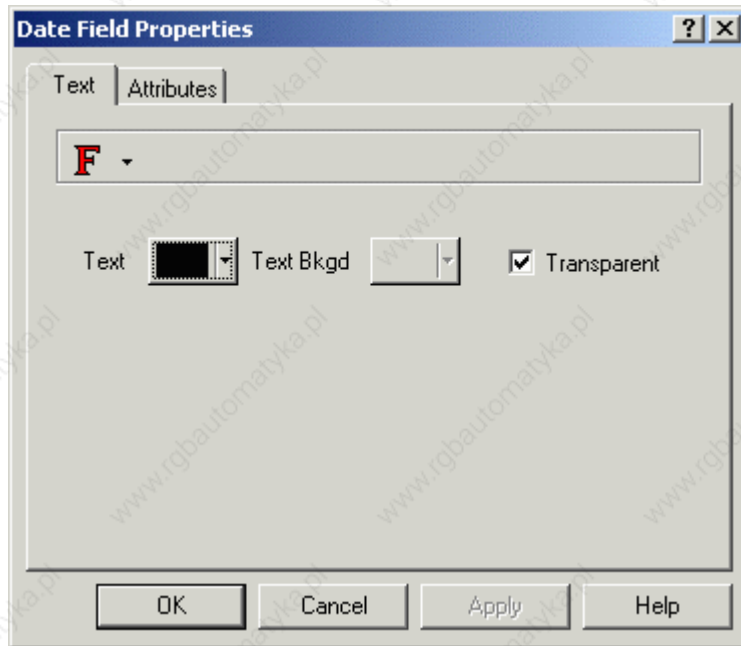 Date Field Properties
Text Attributes
F
Text Text Bkgd Transparent
OK Cancel Apply Help
www.rgbautomatyka.pl